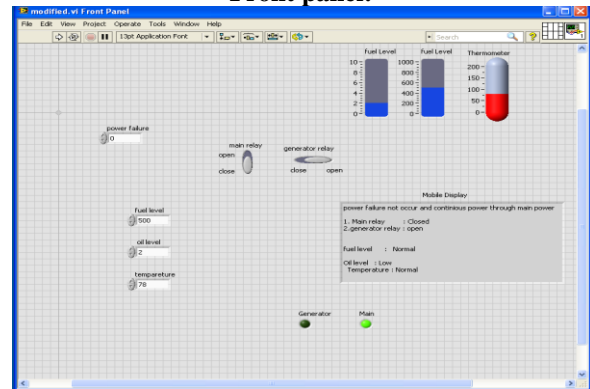 Front panel.
modified.vi Front Panel
File Edit View Project Operate Tools Window Help
13pt Application Font
Search
fuel Level
10
8
6
4
2
0
fuel Level
1000
800
600
400
200
0
Thermometer
200
150
100
50
0
power failure
0
main relay
open
close
generator relay
close open
Mobile Display
power failure not occur and continious power through main power
1. Main relay : Closed
2.generator relay : open
fuel level : Normal
Oil level : Low
Temperature : Normal
fuel level
500
oil level
2
tempareture
78
Generator
Main